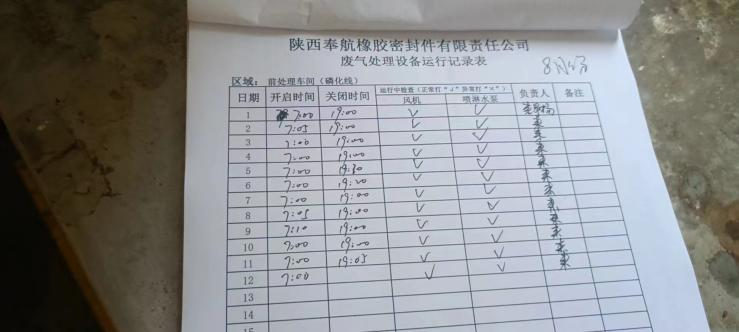 陕西奉航橡胶密封件有限责任公司
废气处理设备运行记录表
8月份
区域: 前处理车间（磷化线）
日期 开启时间 关闭时间 运行中检查（正常打“√”异常打“×”） 负责人 备注
风机 喷淋水泵
1 7:00 19:00 √ √
2 7:05 19:00 √ √
3 7:00 19:00 √ √
4 7:00 19:00 √ √
5 7:00 19:30 √ √
6 7:00 19:20 √ √
7 7:00 19:00 √ √
8 7:05 19:00 √ √
9 7:10 19:00 √ √
10 7:00 19:00 √ √
11 7:00 19:05 √ √
12 7:00 √ √
13
14
15